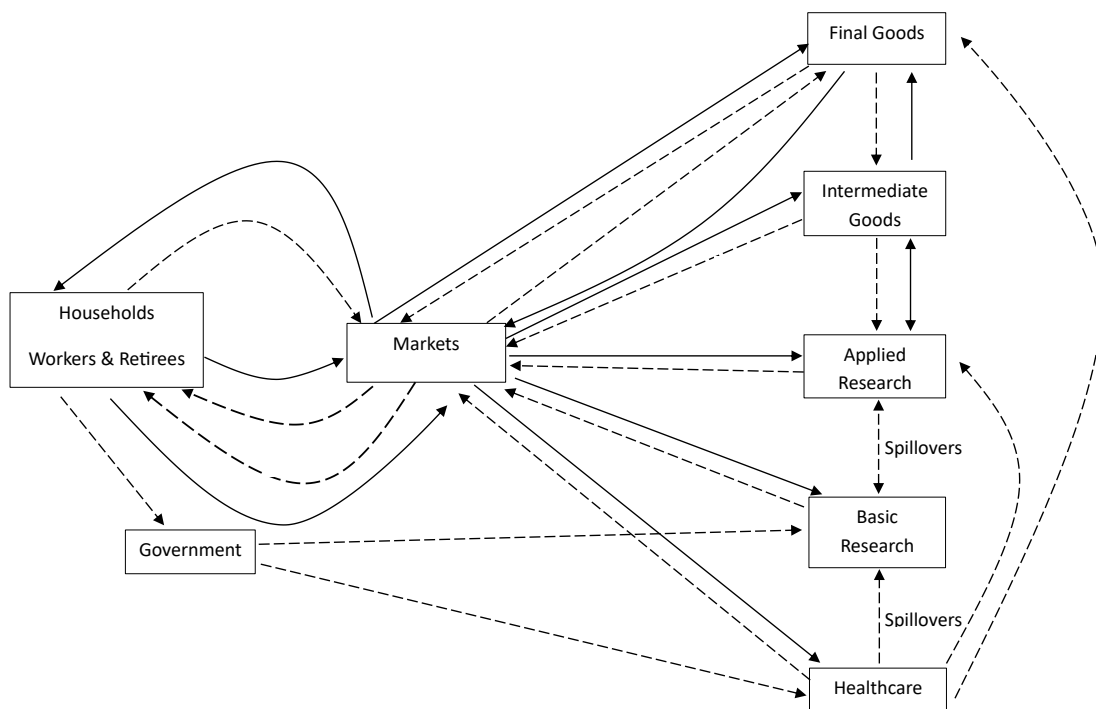 Final Goods
Intermediate
Goods
Households
Workers & Retirees
Markets
Applied
Research
Spillovers
Basic
Research
Government
Spillovers
Healthcare